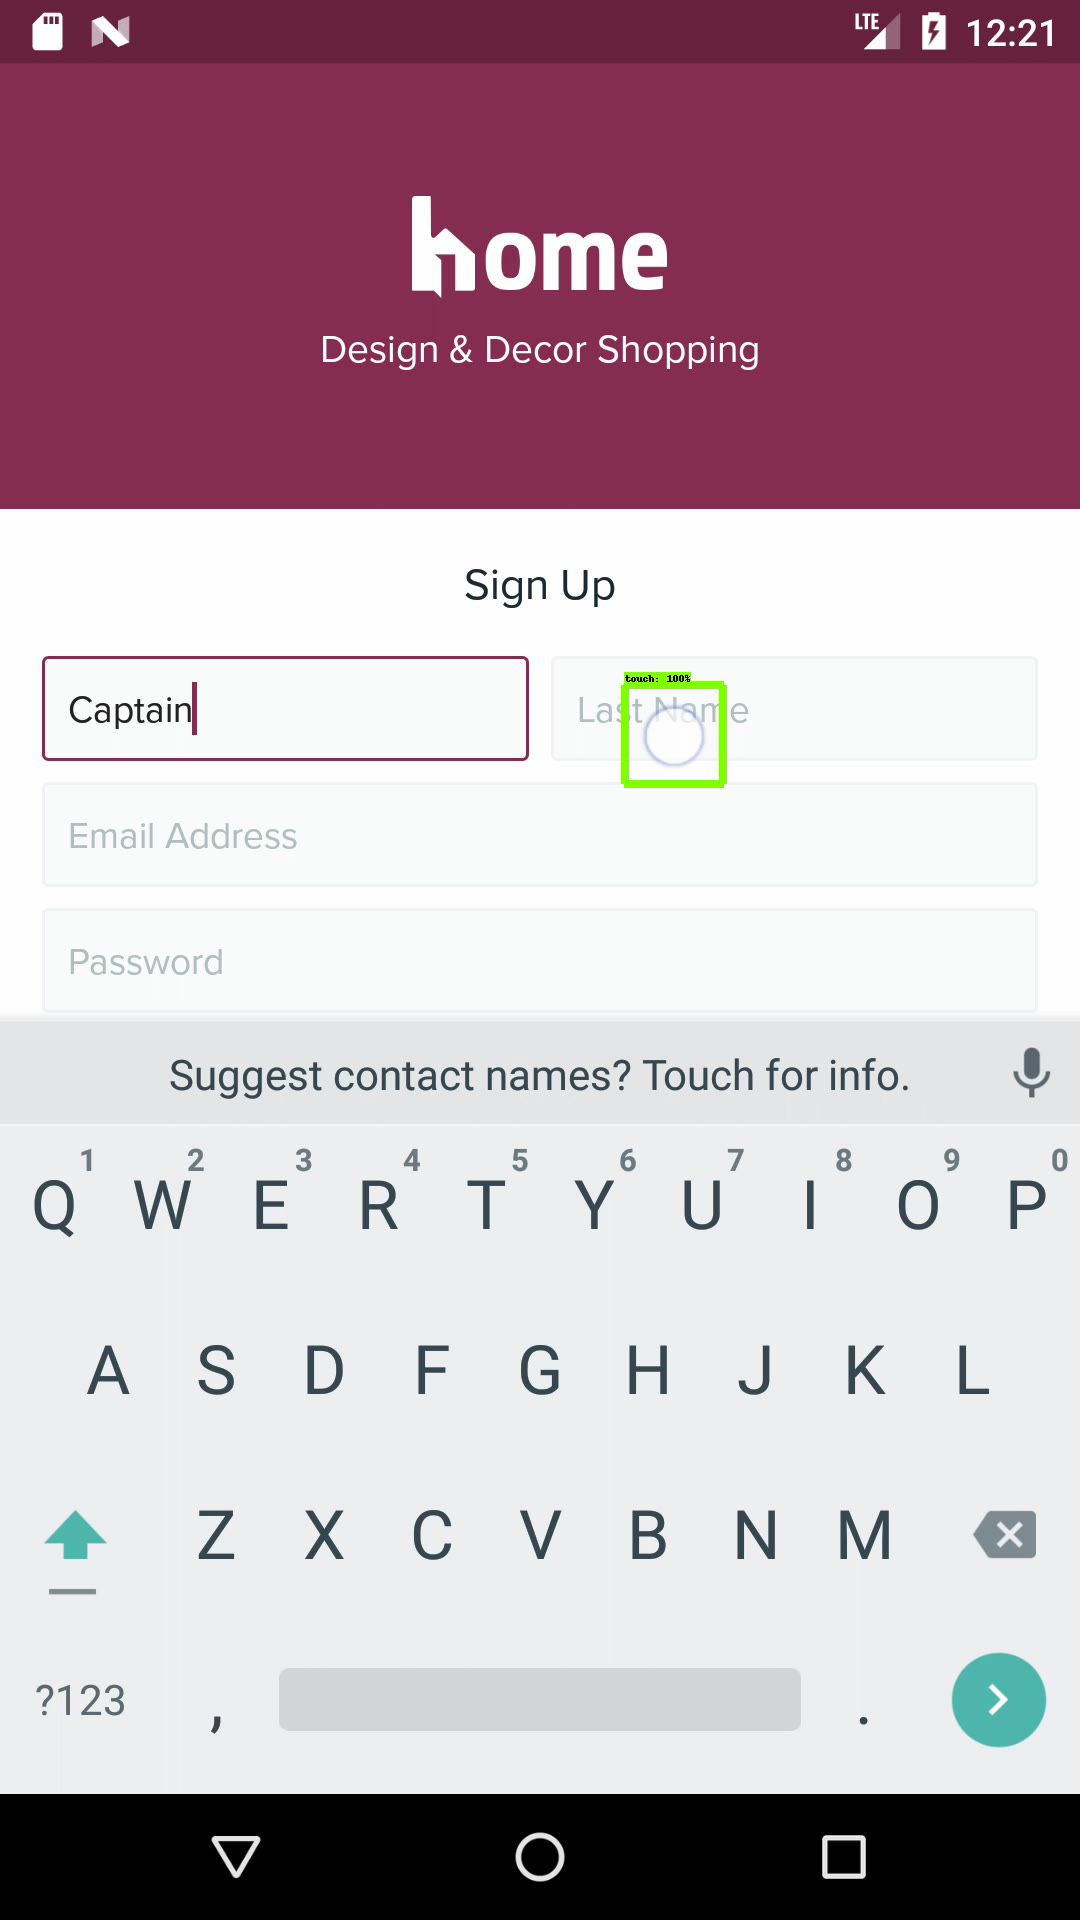 LTE 12:21
home
Design & Decor Shopping
Sign Up
Captain
touch: 100%
Last Name
Email Address
Password
Suggest contact names? Touch for info.
1 2 3 4 5 6 7 8 9 0
Q W E R T Y U I O P
A S D F G H J K L
Z X C V B N M
?123 , .